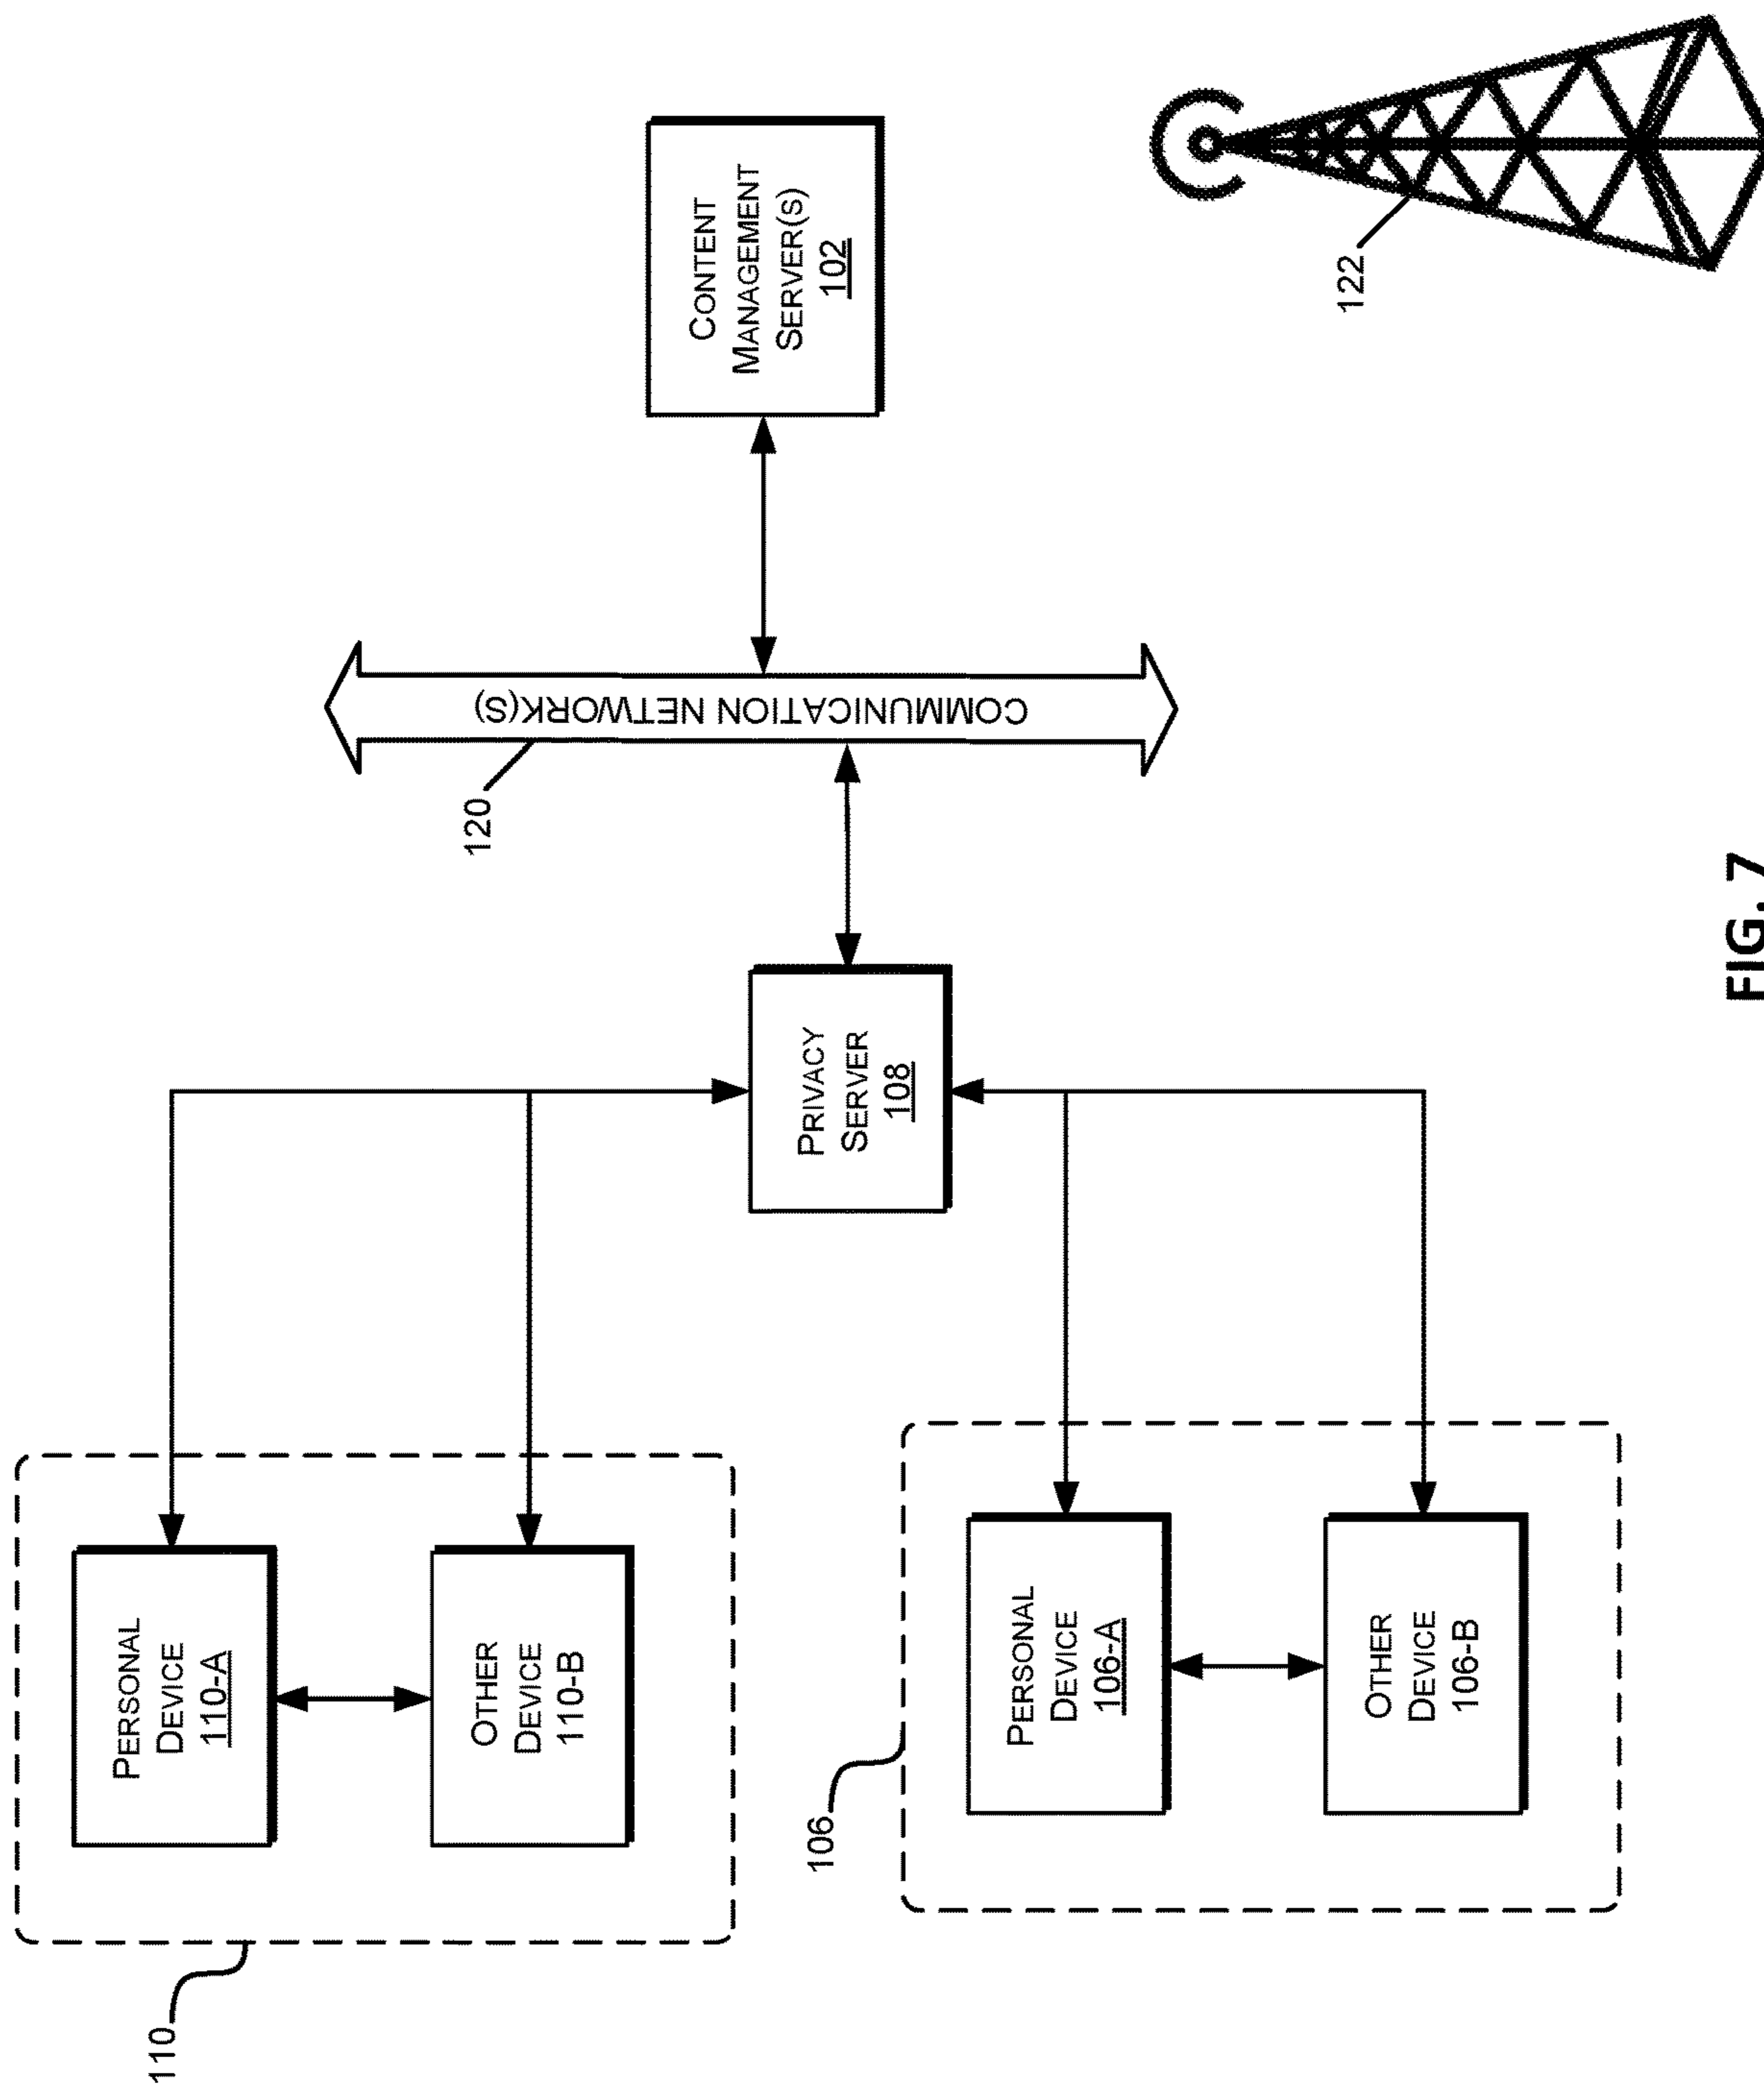 110
PERSONAL
DEVICE
110-A
OTHER
DEVICE
110-B
106
PERSONAL
DEVICE
106-A
OTHER
DEVICE
106-B
PRIVACY
SERVER
108
120
COMMUNICATION NETWORK(S)
CONTENT
MANAGEMENT
SERVER(S)
102
122
FIG. 7